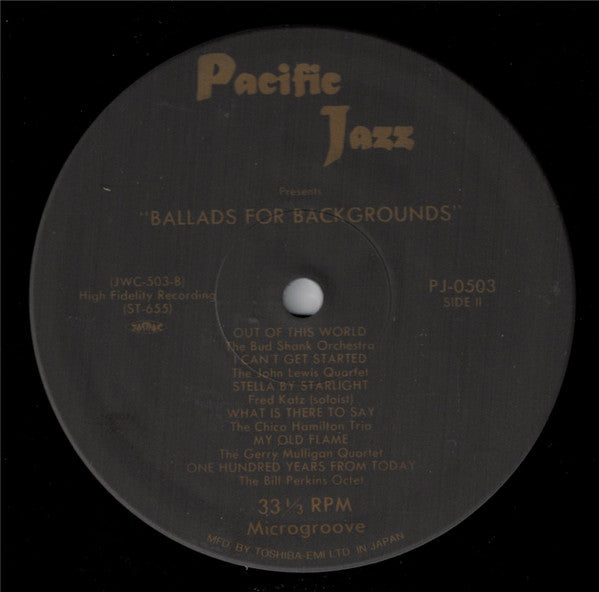 Pacific
Jazz
Presents
"BALLADS FOR BACKGROUNDS"
(JWC-503-B)
High Fidelity Recording
(ST-655)
PJ-0503
SIDE II
OUT OF THIS WORLD
The Bud Shank Orchestra
I CAN'T GET STARTED
The John Lewis Quartet
STELLA BY STARLIGHT
Fred Katz (soloist)
WHAT IS THERE TO SAY
The Chico Hamilton Trio
MY OLD FLAME
The Gerry Mulligan Quartet
ONE HUNDRED YEARS FROM TODAY
The Bill Perkins Octet
33 1/3 RPM
Microgroove
MFD BY TOSHIBA-EMI LTD IN JAPAN